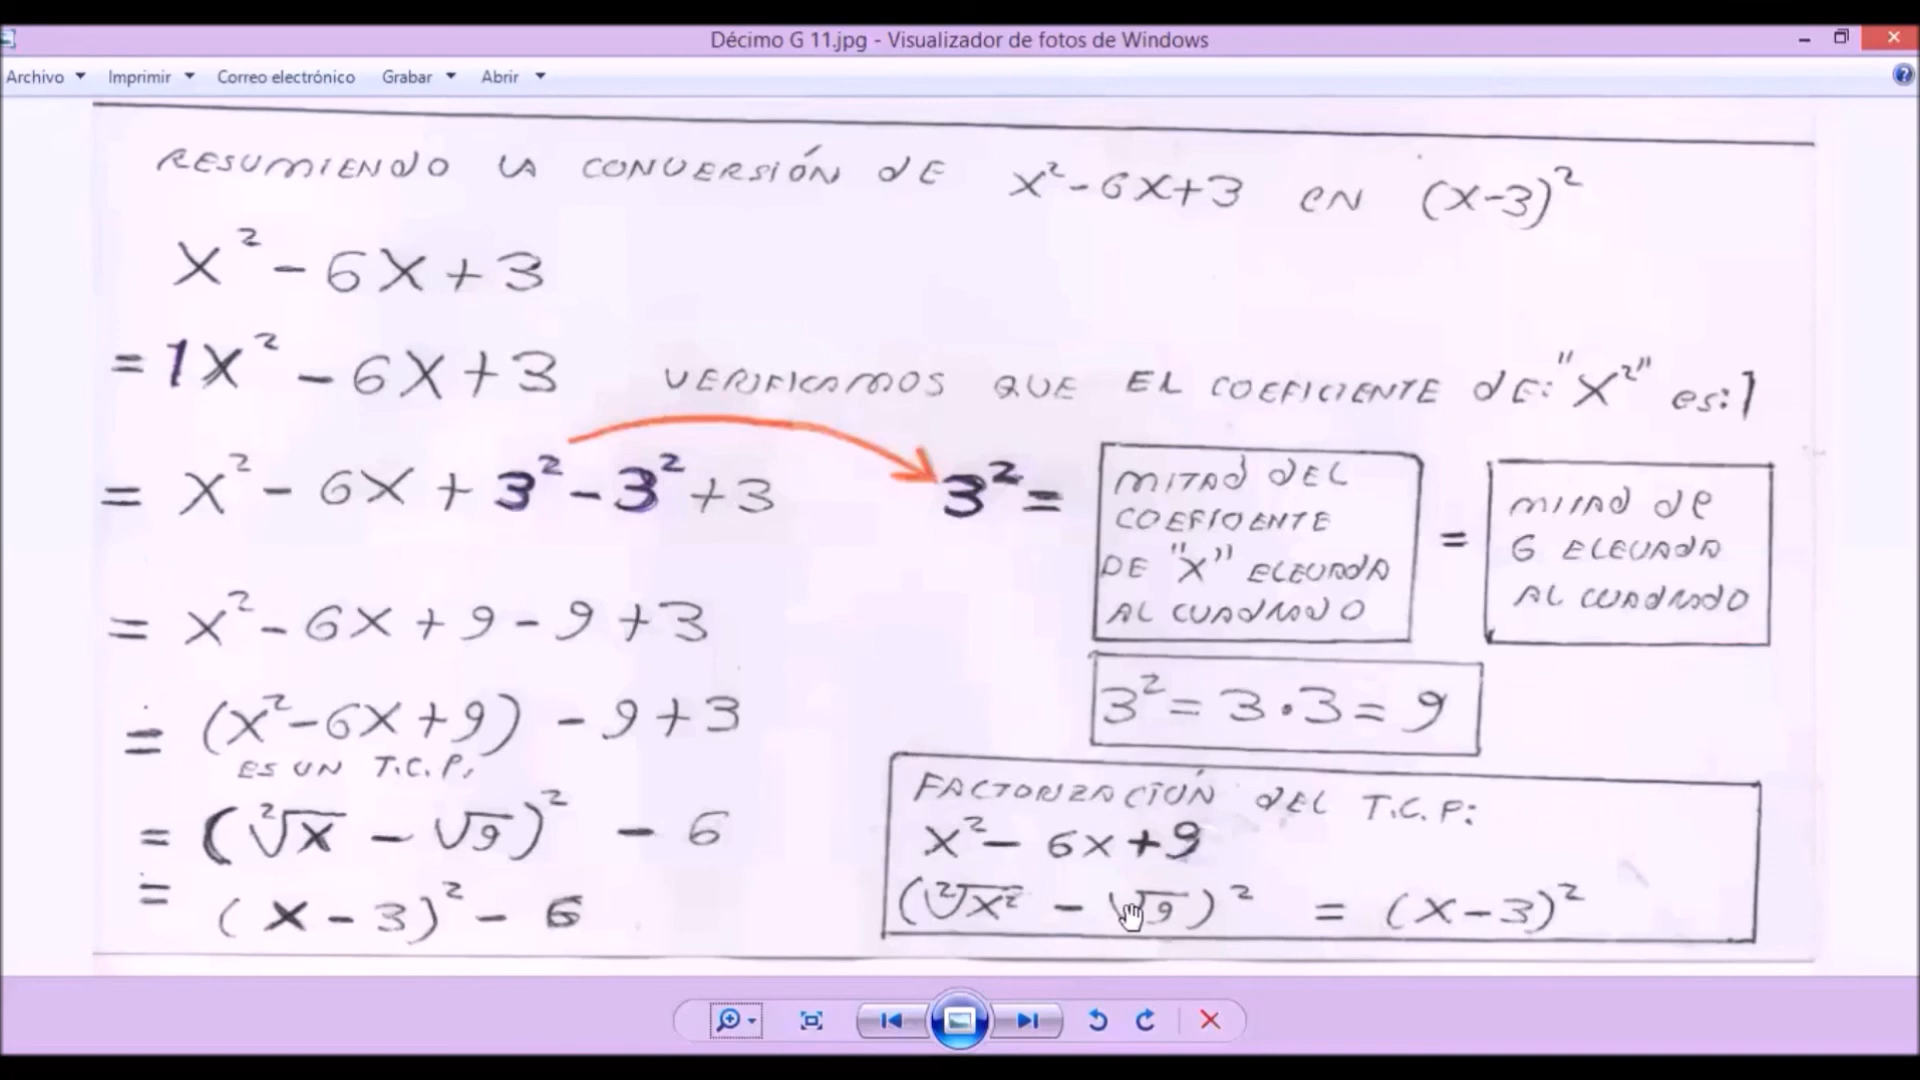 Décimo G 11.jpg - Visualizador de fotos de Windows
Archivo Imprimir Correo electrónico Grabar Abrir
RESUMIENDO LA CONVERSIÓN DE x² - 6x + 3 en (x-3)²
x² - 6x + 3
= 1x² - 6x + 3 VERIFICAMOS QUE EL COEFICIENTE DE: "x²" es: 1
= x² - 6x + 3² - 3² + 3
3² =
MITAD DEL
COEFICIENTE
DE "X" ELEVADA
AL CUADRADO
=
MITAD DE
6 ELEVADA
AL CUADRADO
= x² - 6x + 9 - 9 + 3
3² = 3 · 3 = 9
= (x² - 6x + 9) - 9 + 3
ES UN T.C.P.
= (²√x - √9)² - 6
= (x - 3)² - 6
FACTORIZACIÓN DEL T.C.P:
x² - 6x + 9
(²√x² - √9)² = (x - 3)²